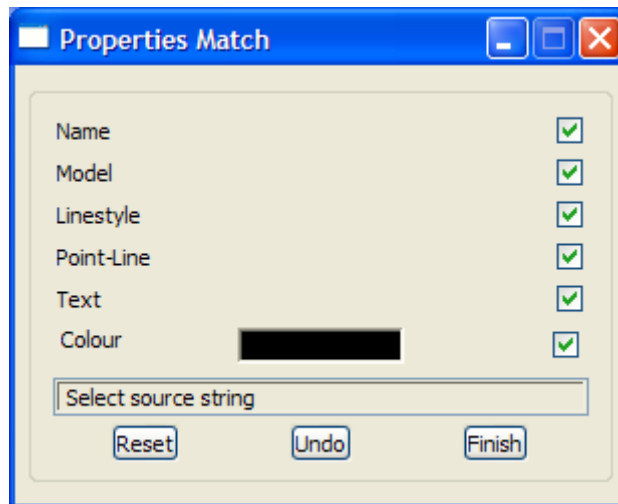 Properties Match
Name
Model
Linestyle
Point-Line
Text
Colour
Select source string
Reset Undo Finish